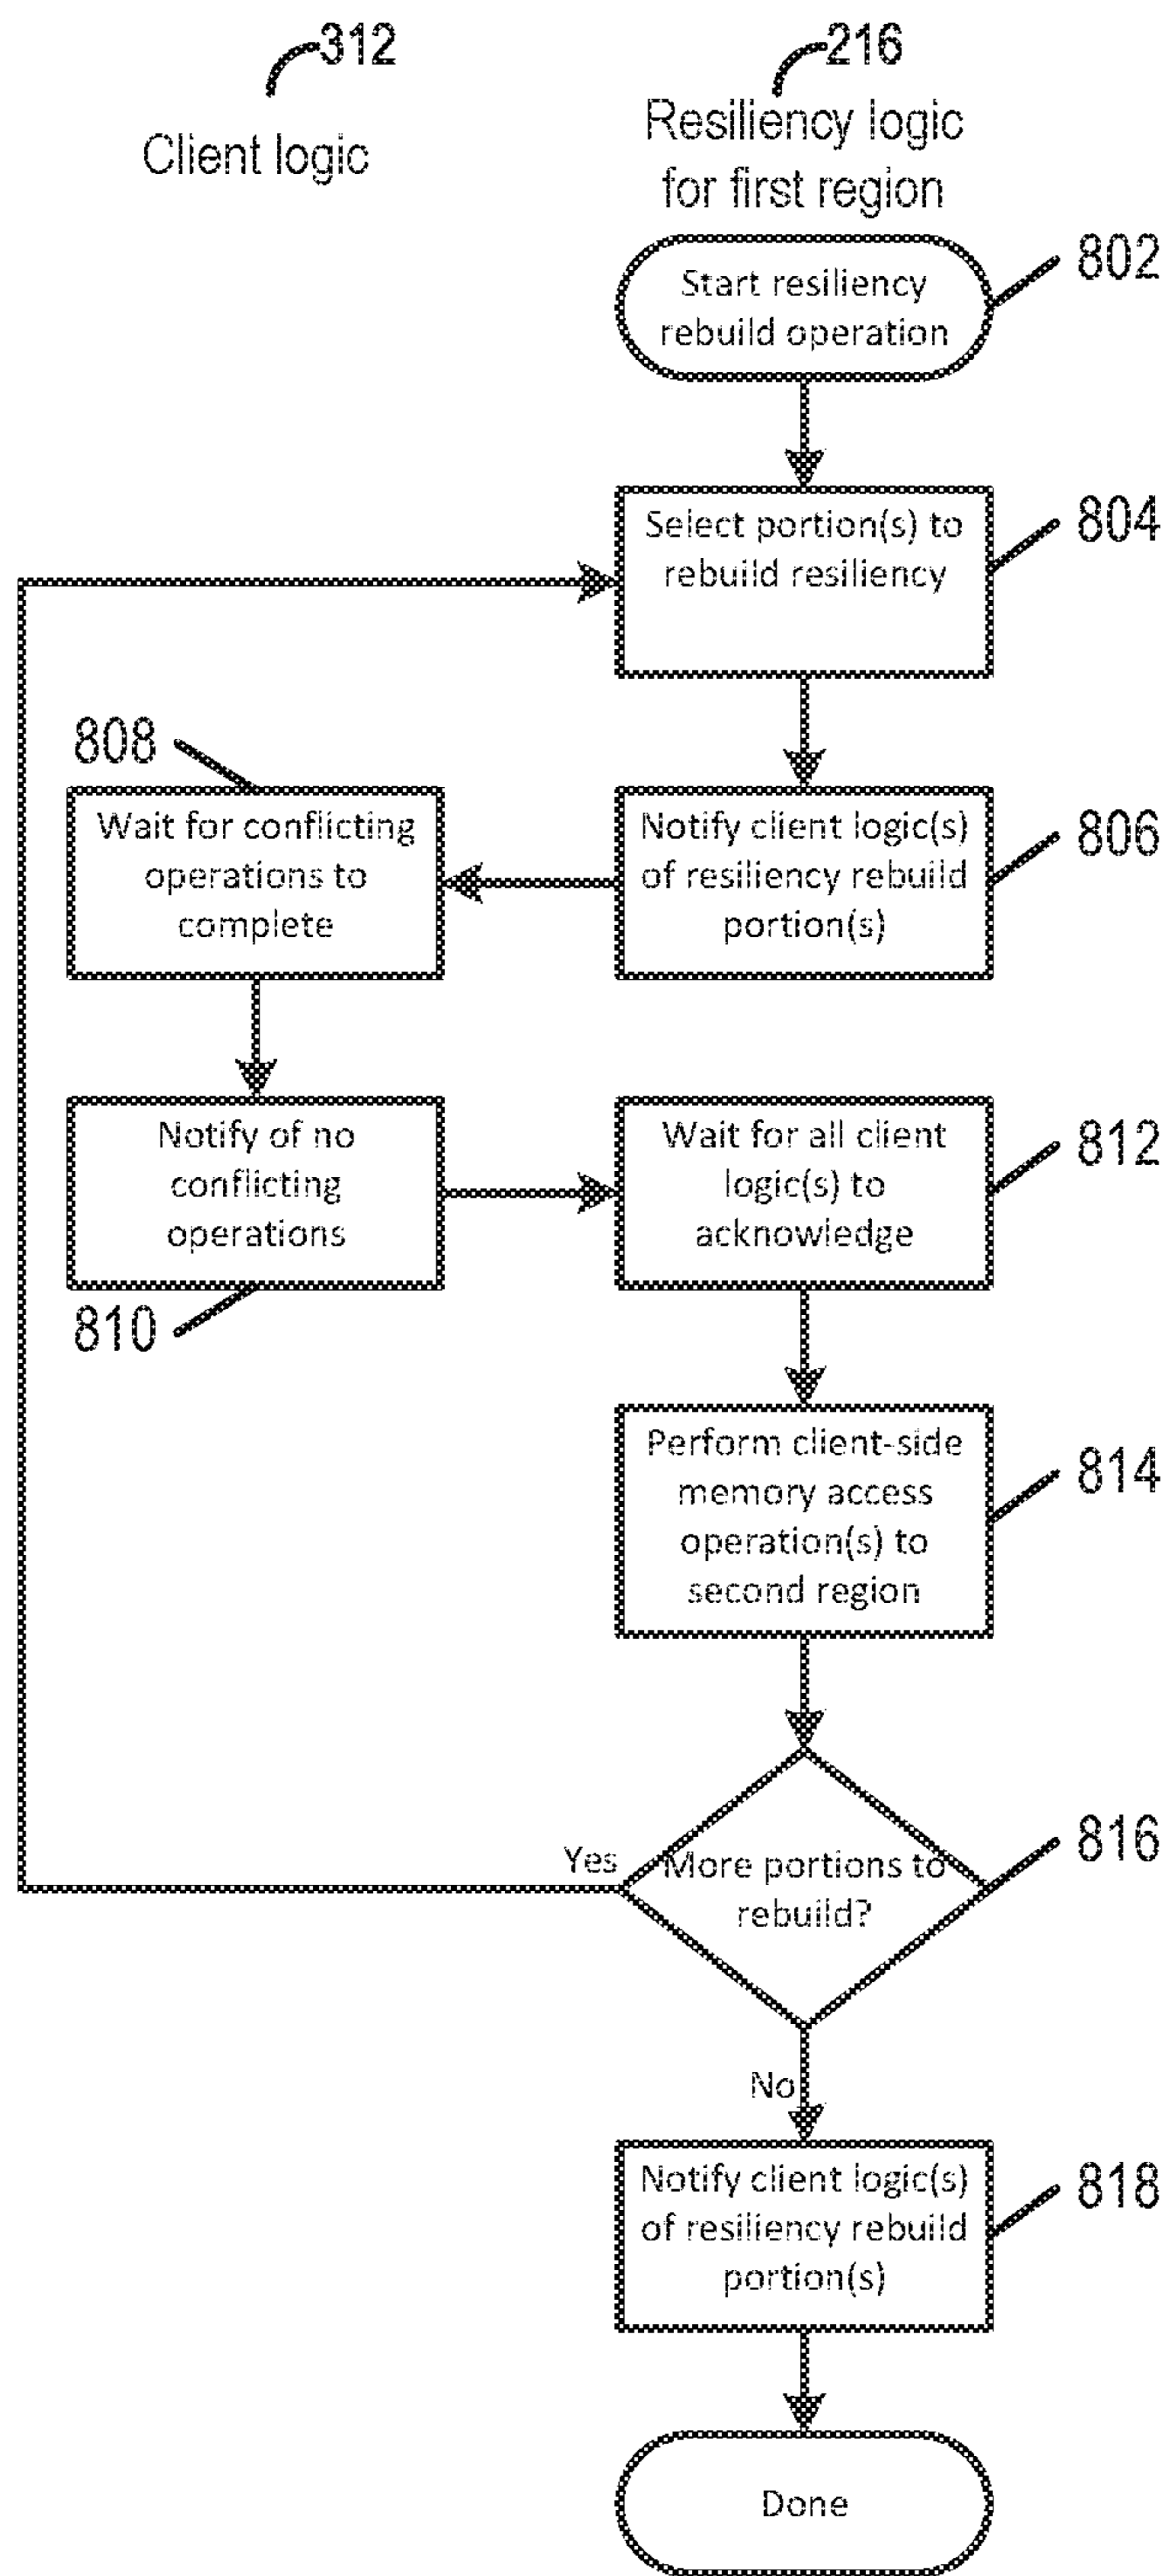 312
216
Client logic
Resiliency logic
for first region
Start resiliency
rebuild operation
802
Select portion(s) to
rebuild resiliency
804
808
Wait for conflicting
operations to
complete
Notify client logic(s)
of resiliency rebuild
portion(s)
806
Notify of no
conflicting
operations
810
Wait for all client
logic(s) to
acknowledge
812
Perform client-side
memory access
operation(s) to
second region
814
Yes
More portions to
rebuild?
816
No
Notify client logic(s)
of resiliency rebuild
portion(s)
818
Done